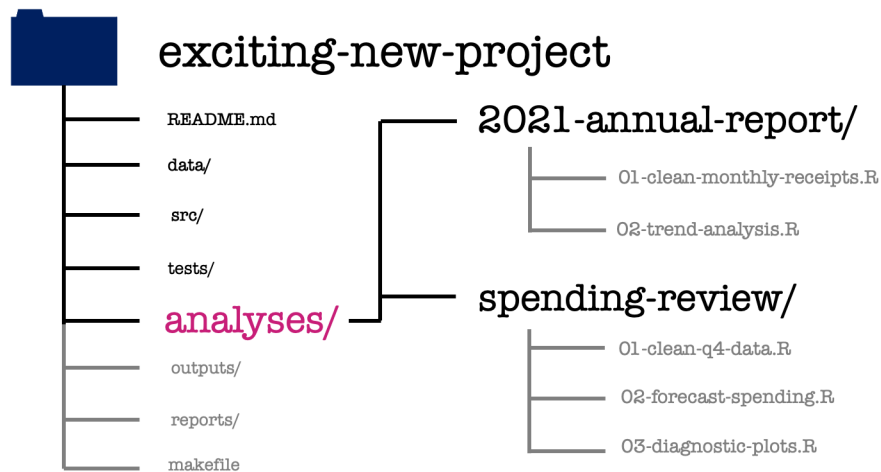 exciting-new-project
README.md
data/
src/
tests/
analyses/
outputs/
reports/
makefile
2021-annual-report/
01-clean-monthly-receipts.R
02-trend-analysis.R
spending-review/
01-clean-q4-data.R
02-forecast-spending.R
03-diagnostic-plots.R